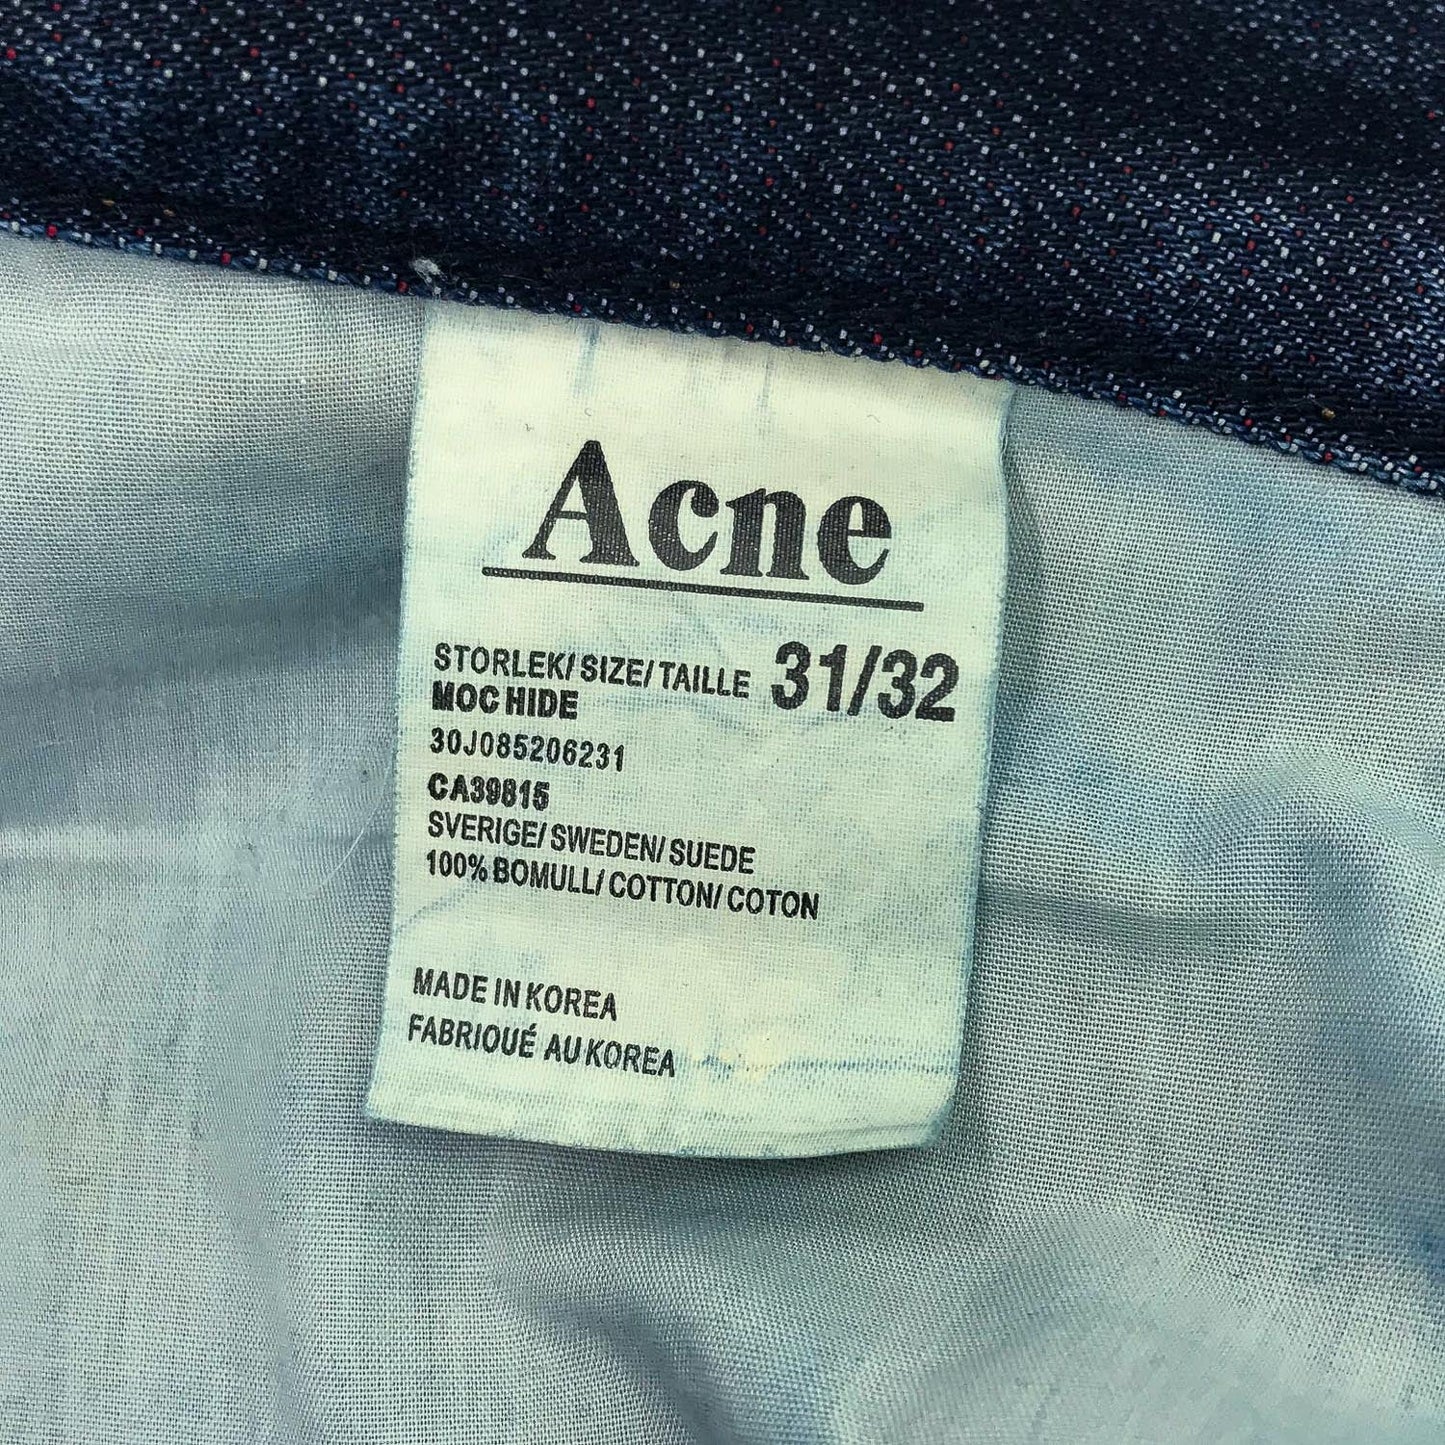 Acne
STORLEK/ SIZE/ TAILLE 31/32
MOC HIDE
30J085206231
CA39815
SVERIGE/ SWEDEN/ SUEDE
100% BOMULL/ COTTON/ COTON
MADE IN KOREA
FABRIOUÉ AU KOREA